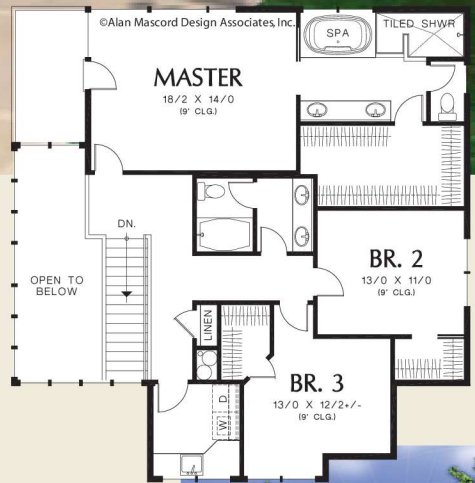 ©Alan Mascord Design Associates, Inc.
SPA
TILED SHWR
MASTER
18/2 X 14/0
(9' CLG.)
DN.
OPEN TO
BELOW
BR. 2
13/0 X 11/0
(9' CLG.)
LINEN
BR. 3
13/0 X 12/2+/-
(9' CLG.)
W
D